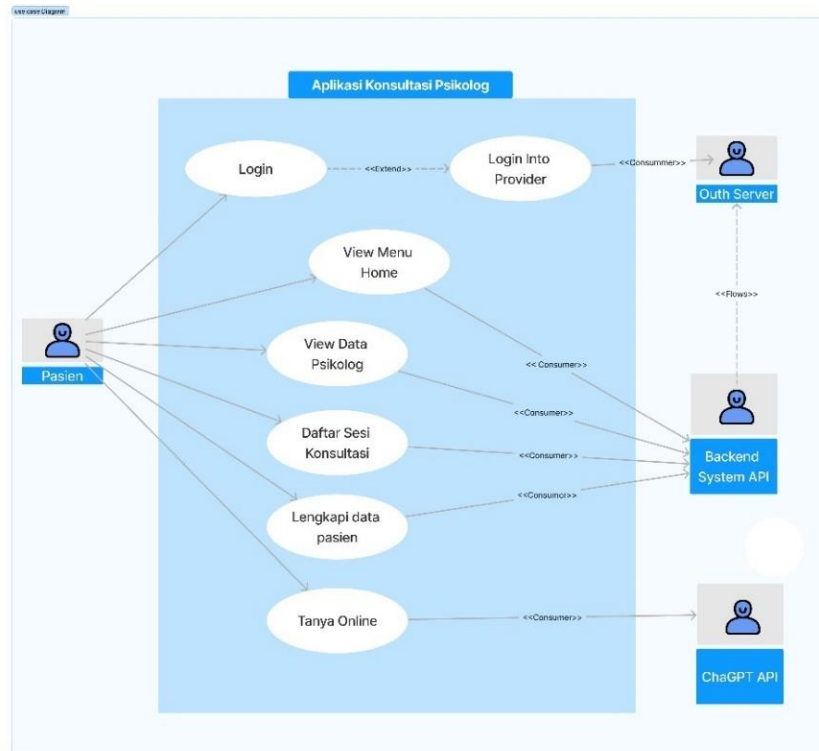 use case Diagram
Aplikasi Konsultasi Psikolog
Login
<<Extend>>
Login Into
Provider
<<Consummer>>
Outh Server
View Menu
Home
<<Flows>>
Pasien
View Data
Psikolog
<< Consumer>>
<<Consumer>>
Daftar Sesi
Konsultasi
<<Consumer>>
Backend
System API
Lengkapi data
pasien
<<Consumer>>
Tanya Online
<<Consumer>>
ChaGPT API